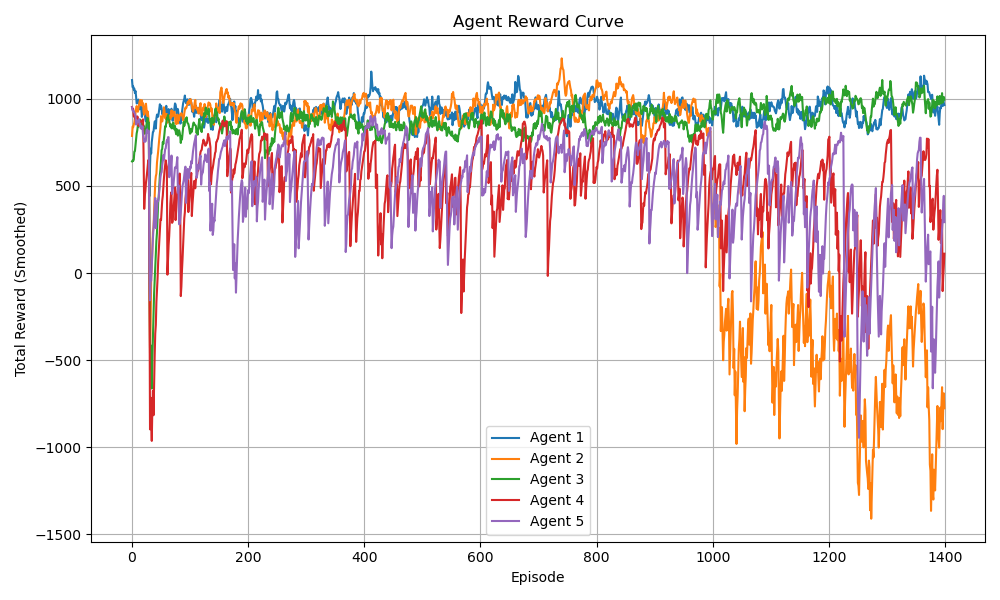 Agent Reward Curve
Total Reward (Smoothed)
1000
500
0
−500
−1000
−1500
Agent 1
Agent 2
Agent 3
Agent 4
Agent 5
0 200 400 600 800 1000 1200 1400
Episode